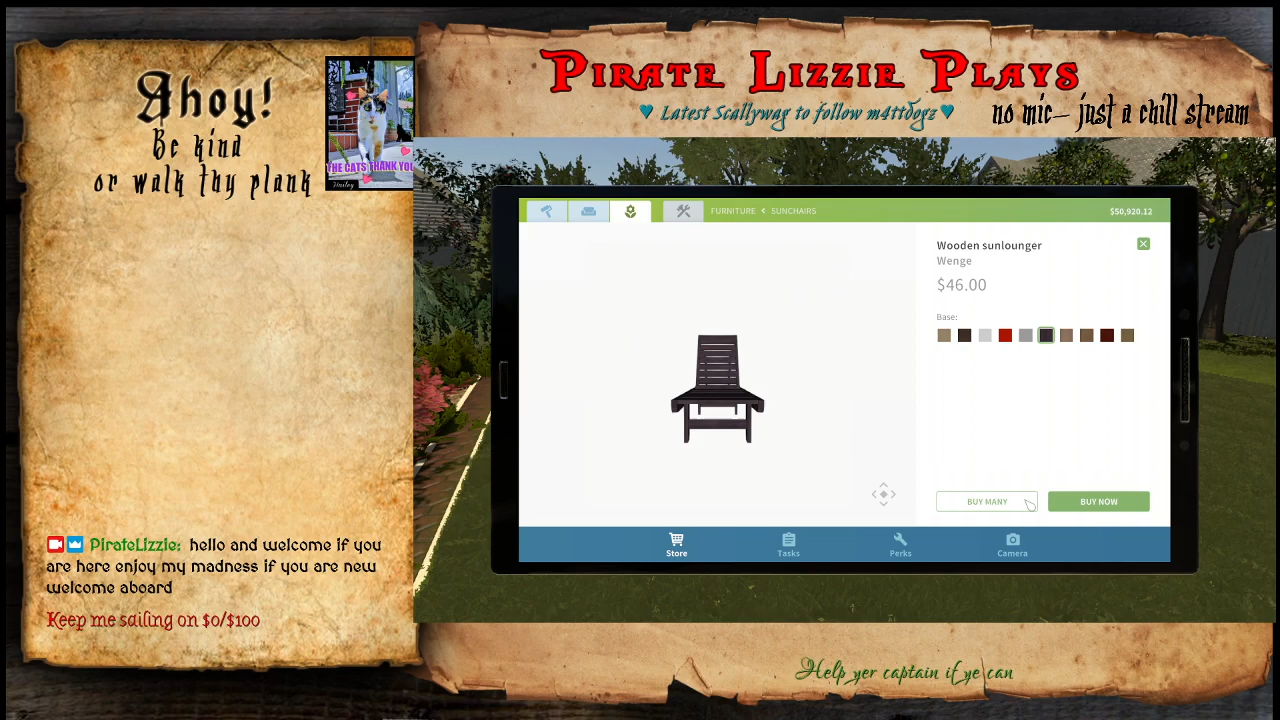 Ahoy!
Be kind
or walk thy plank
THE CATS THANK YOU
Pirate Lizzie Plays
♥ Latest Scallywag to follow m4ttdogz ♥
no mic— just a chill stream
FURNITURE < SUNCHAIRS
$50,920.12
Wooden sunlounger
Wenge
$46.00
Base:
BUY MANY
BUY NOW
Store
Tasks
Perks
Camera
PirateLizzie: hello and welcome if you
are here enjoy my madness if you are new
welcome aboard
Keep me sailing on $0/$100
Help yer captain if ye can